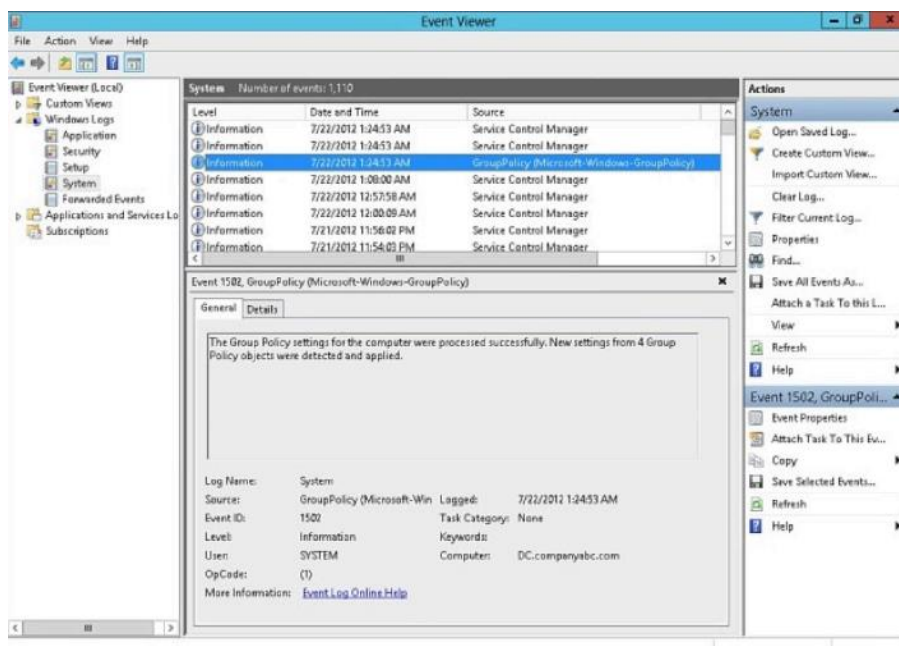 Event Viewer
File Action View Help
Event Viewer (Local)
Custom Views
Windows Logs
Application
Security
Setup
System
Forwarded Events
Applications and Services Lo
Subscriptions
System Number of events: 1,110
Level Date and Time Source
Information 7/22/2012 1:24:53 AM Service Control Manager
Information 7/22/2012 1:24:53 AM Service Control Manager
Information 7/22/2012 1:24:53 AM GroupPolicy (Microsoft-Windows-GroupPolicy)
Information 7/22/2012 1:08:00 AM Service Control Manager
Information 7/22/2012 12:57:58 AM Service Control Manager
Information 7/22/2012 12:00:09 AM Service Control Manager
Information 7/21/2012 11:56:02 PM Service Control Manager
Information 7/21/2012 11:54:03 PM Service Control Manager
Event 1502, GroupPolicy (Microsoft-Windows-GroupPolicy)
General Details
The Group Policy settings for the computer were processed successfully. New settings from 4 Group
Policy objects were detected and applied.
Log Name: System
Source: GroupPolicy (Microsoft-Win Logged: 7/22/2012 1:24:53 AM
Event ID: 1502 Task Category: None
Level: Information Keywords:
User: SYSTEM Computer: DC.companyabc.com
OpCode: (1)
More Information: Event Log Online Help
Actions
System
Open Saved Log...
Create Custom View...
Import Custom View...
Clear Log...
Filter Current Log...
Properties
Find...
Save All Events As...
Attach a Task To this L...
View
Refresh
Help
Event 1502, GroupPoli...
Event Properties
Attach Task To This Ev...
Copy
Save Selected Events...
Refresh
Help